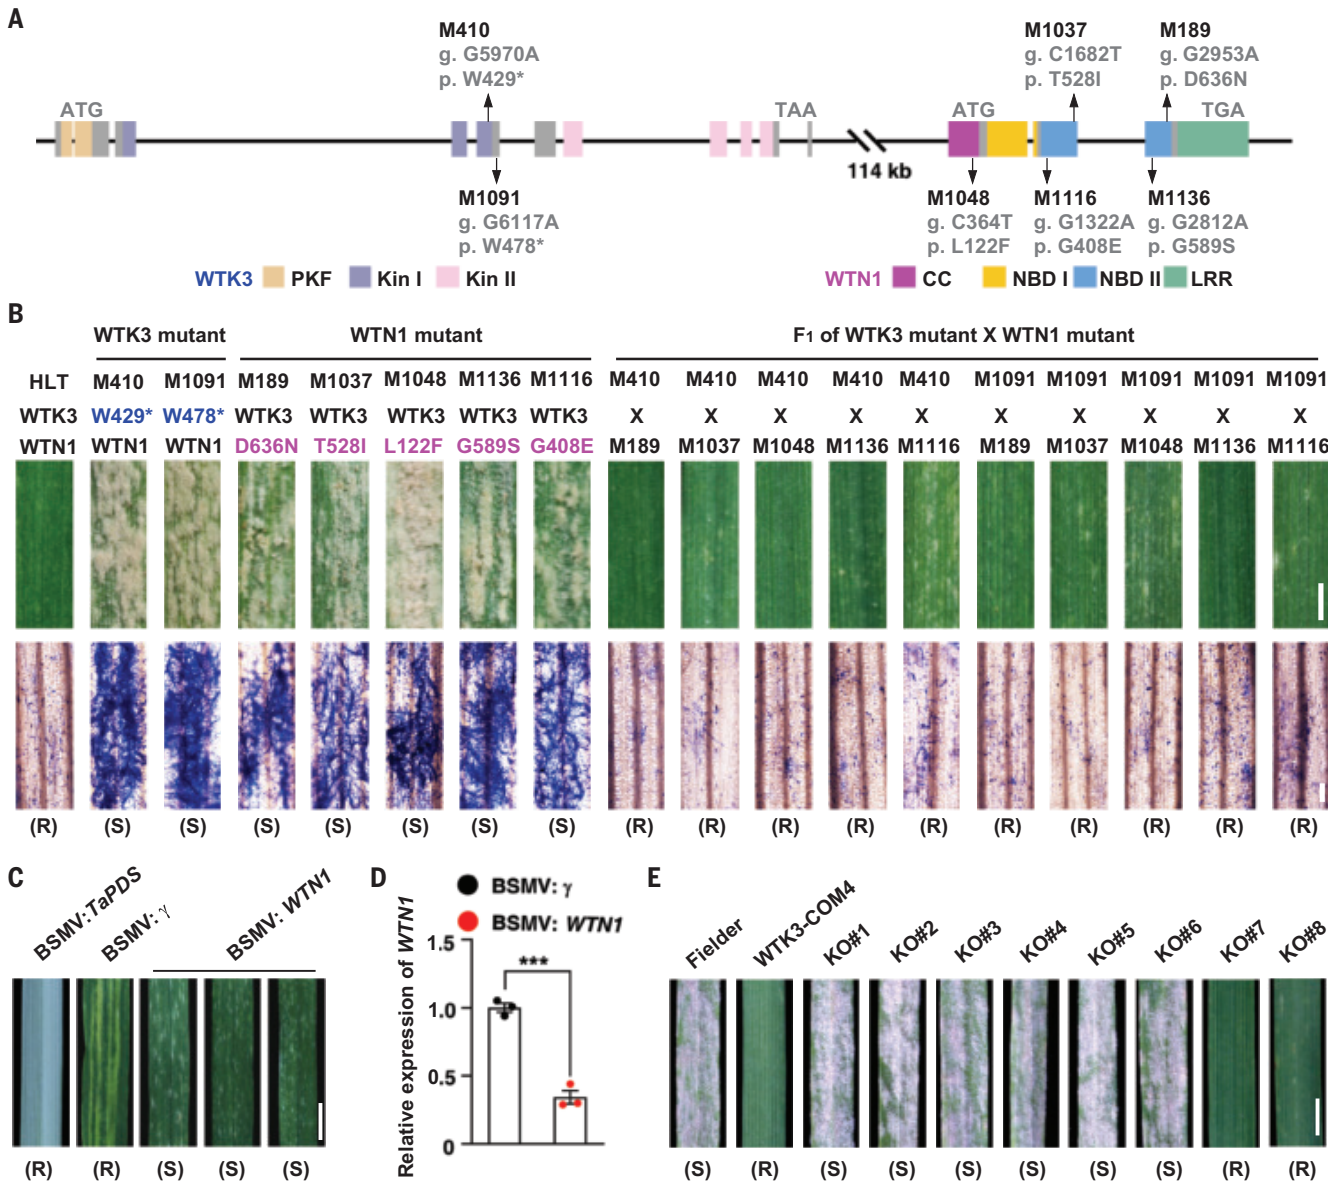 A
M410
g. G5970A
p. W429*
M1037
g. C1682T
p. T528I
M189
g. G2953A
p. D636N
ATG
TAA
ATG
TGA
114 kb
M1091
g. G6117A
p. W478*
M1048
g. C364T
p. L122F
M1116
g. G1322A
p. G408E
M1136
g. G2812A
p. G589S
WTK3 PKF Kin I Kin II
WTN1 CC NBD I NBD II LRR
B
WTK3 mutant WTN1 mutant F1 of WTK3 mutant X WTN1 mutant
HLT M410 M1091 M189 M1037 M1048 M1136 M1116 M410 M410 M410 M410 M410 M1091 M1091 M1091 M1091 M1091
WTK3 W429* W478* WTK3 WTK3 WTK3 WTK3 WTK3 X X X X X X X X X X
WTN1 WTN1 WTN1 D636N T528I L122F G589S G408E M189 M1037 M1048 M1136 M1116 M189 M1037 M1048 M1136 M1116
(R) (S) (S) (S) (S) (S) (S) (S) (R) (R) (R) (R) (R) (R) (R) (R) (R) (R)
C
BSMV:TaPDS
BSMV: γ
BSMV: WTN1
(R) (R) (S) (S) (S)
D
BSMV: γ
BSMV: WTN1
Relative expression of WTN1
1.5
1.0
0.5
0
***
E
Fielder
WTK3-COM4
KO#1
KO#2
KO#3
KO#4
KO#5
KO#6
KO#7
KO#8
(S) (R) (S) (S) (S) (S) (S) (S) (R) (R)